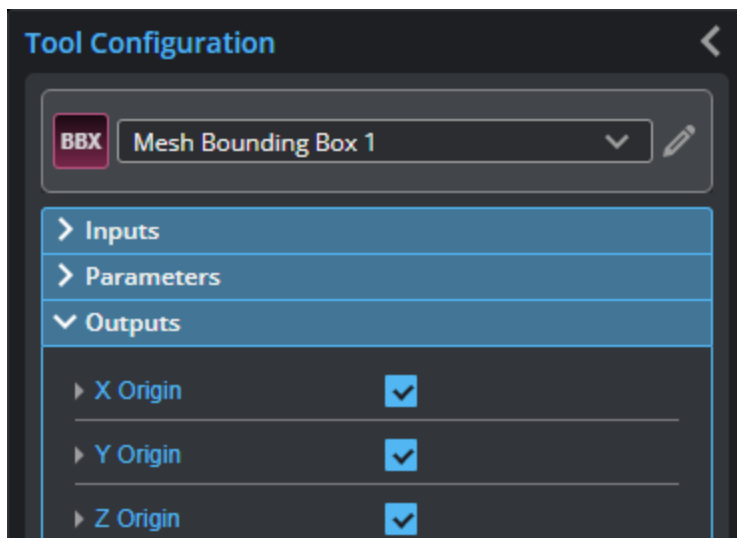 Tool Configuration
BBX Mesh Bounding Box 1
Inputs
Parameters
Outputs
X Origin
Y Origin
Z Origin